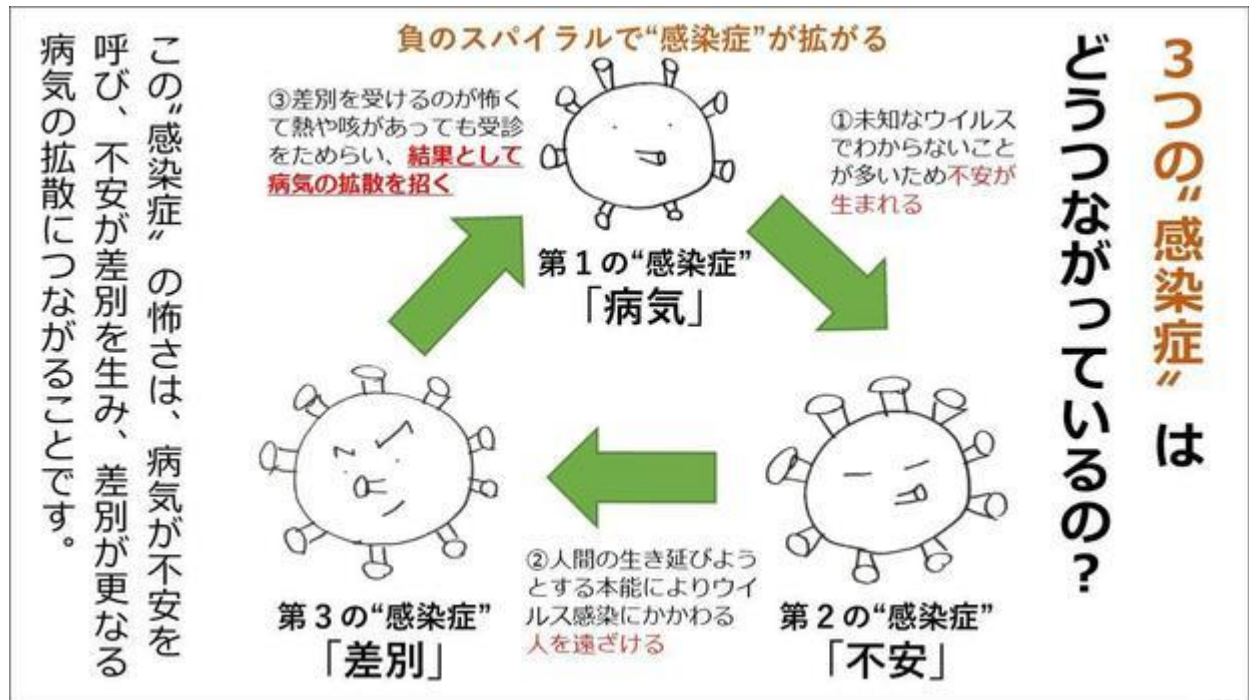 3つの“感染症”は
どうつながっているの？
負のスパイラルで“感染症”が拡がる
①未知なウイルス
でわからないこと
が多いため不安が
生まれる
第1の“感染症”
「病気」
第2の“感染症”
「不安」
②人間の生き延びよう
とする本能によりウイ
ルス感染にかかわる
人を遠ざける
第3の“感染症”
「差別」
③差別を受けるのが怖く
て熱や咳があっても受診
をためらい、結果として
病気の拡散を招く
この“感染症”の怖さは、病気が不安を
呼び、不安が差別を生み、差別が更なる
病気の拡散につながることです。